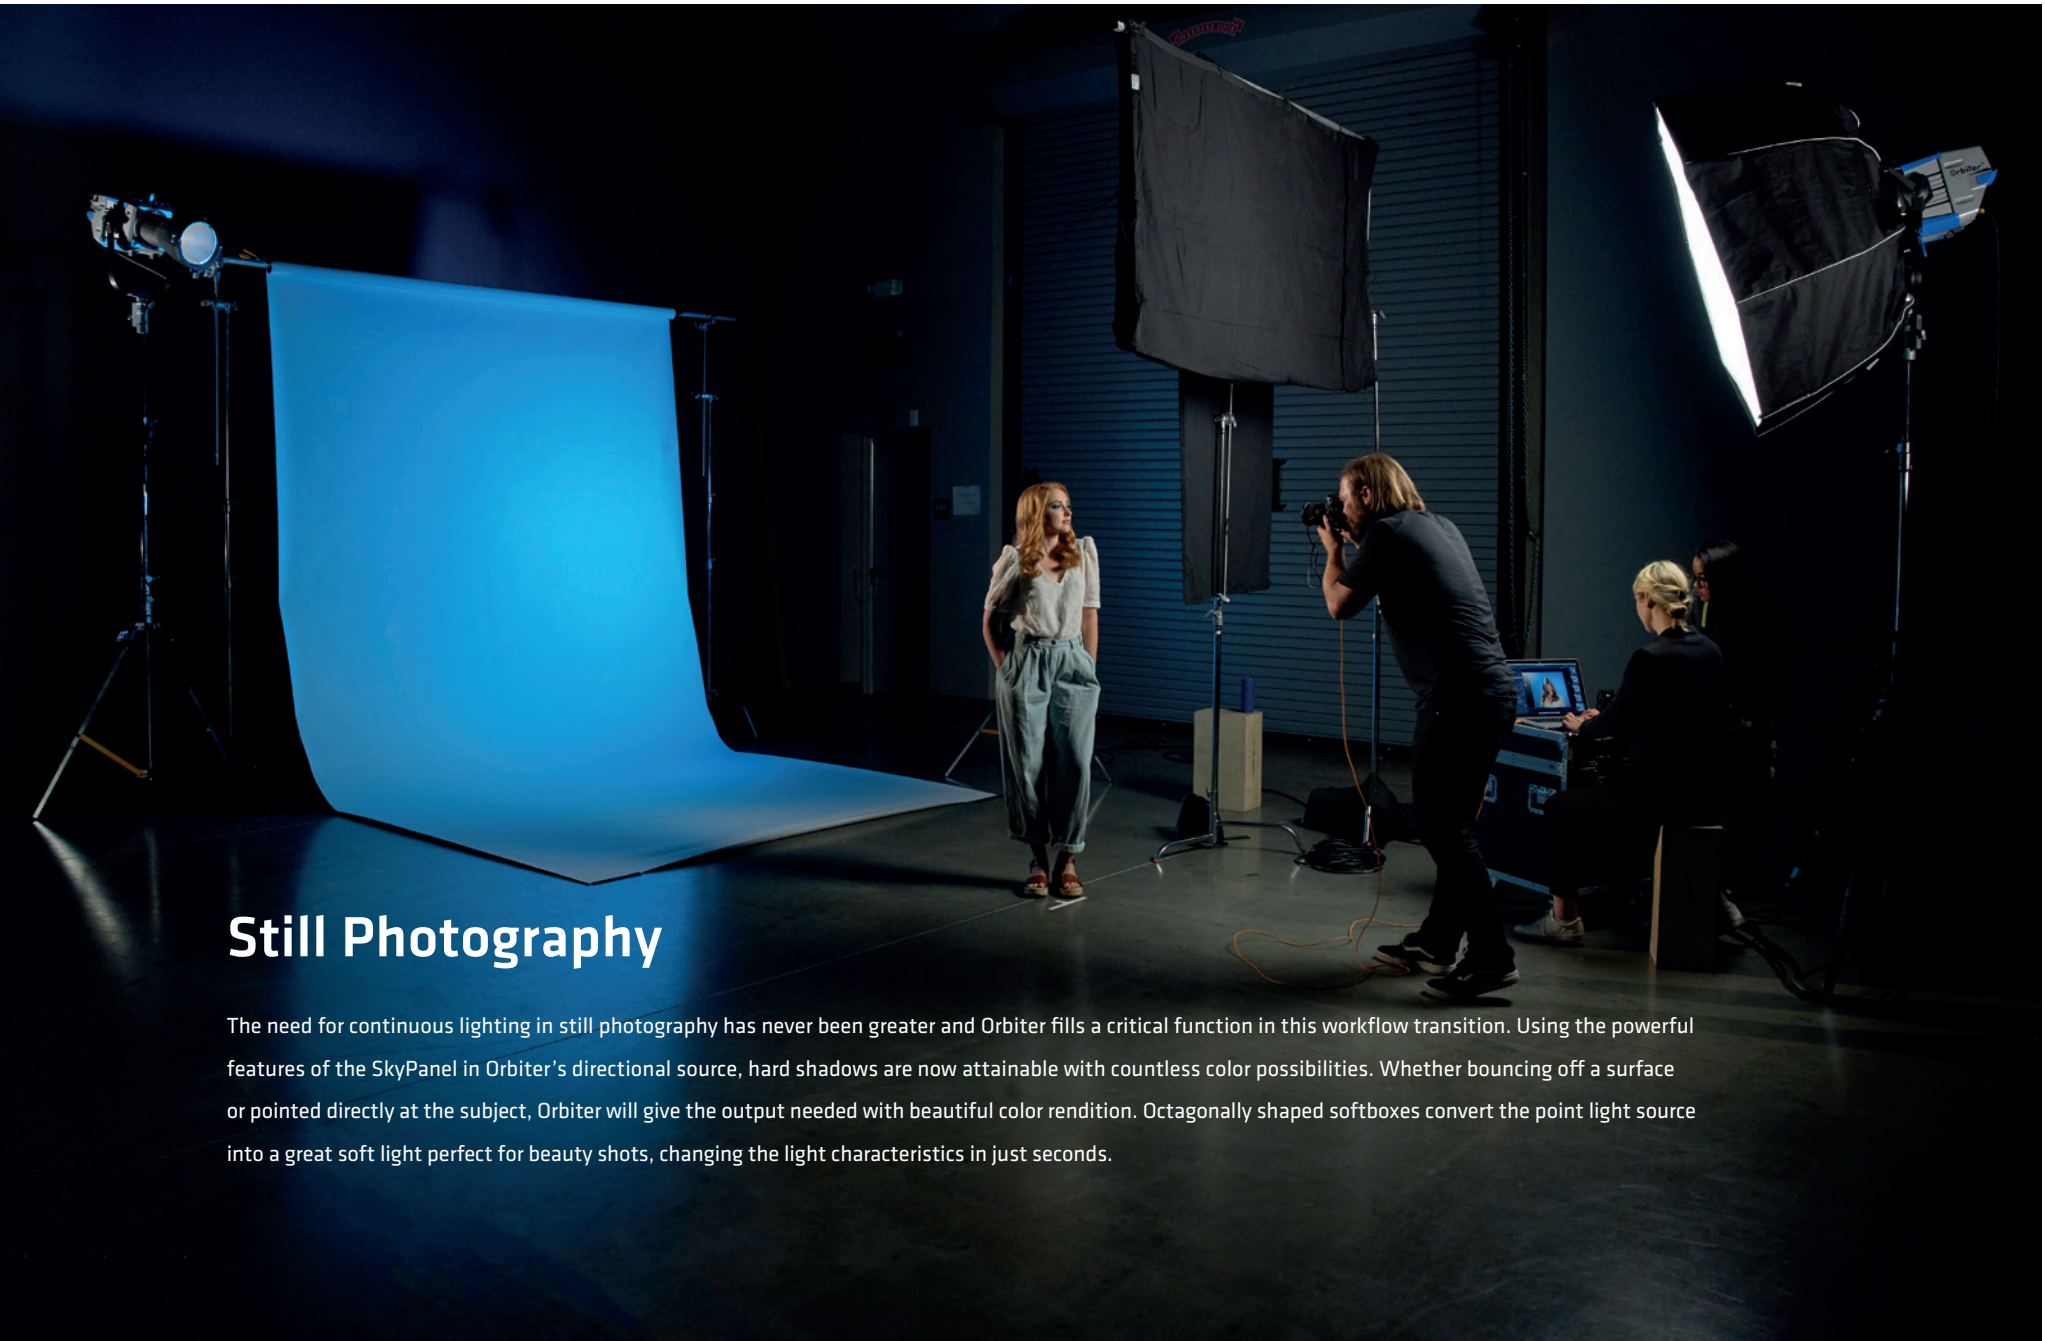 Orbiter
Still Photography
The need for continuous lighting in still photography has never been greater and Orbiter fills a critical function in this workflow transition. Using the powerful
features of the SkyPanel in Orbiter's directional source, hard shadows are now attainable with countless color possibilities. Whether bouncing off a surface
or pointed directly at the subject, Orbiter will give the output needed with beautiful color rendition. Octagonally shaped softboxes convert the point light source
into a great soft light perfect for beauty shots, changing the light characteristics in just seconds.